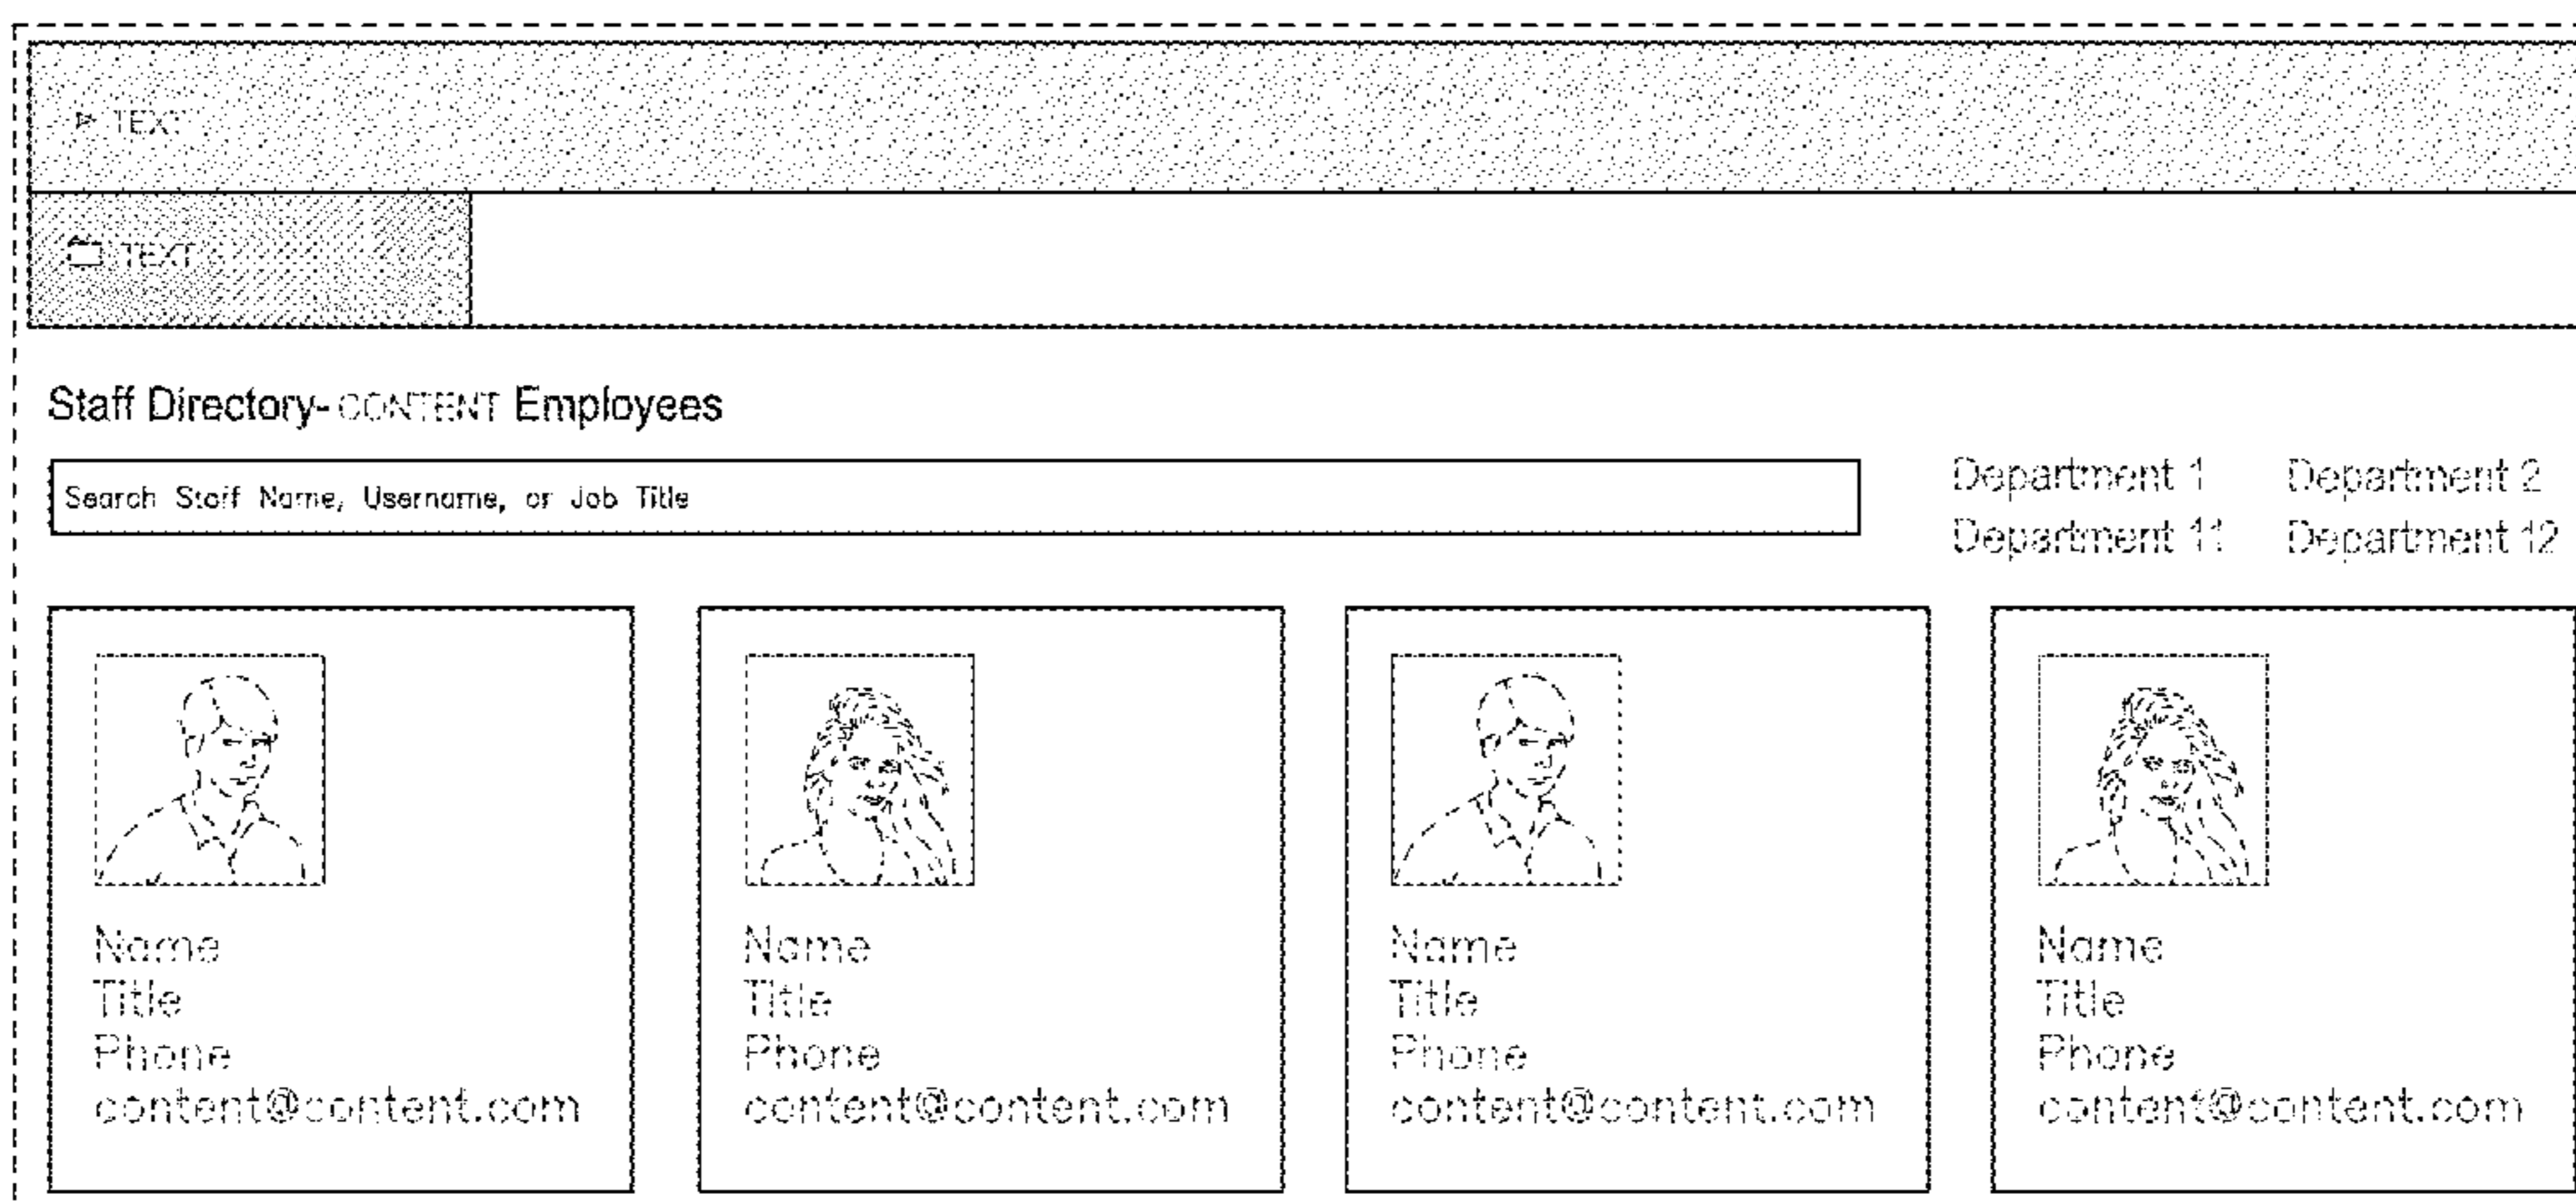 TEXT
TEXT
Staff Directory- CONTENT Employees
Search Staff Name, Username, or Job Title
Department 1 Department 2
Department 11 Department 12
Name Name Name Name
Title Title Title Title
Phone Phone Phone Phone
content@content.com content@content.com content@content.com content@content.com